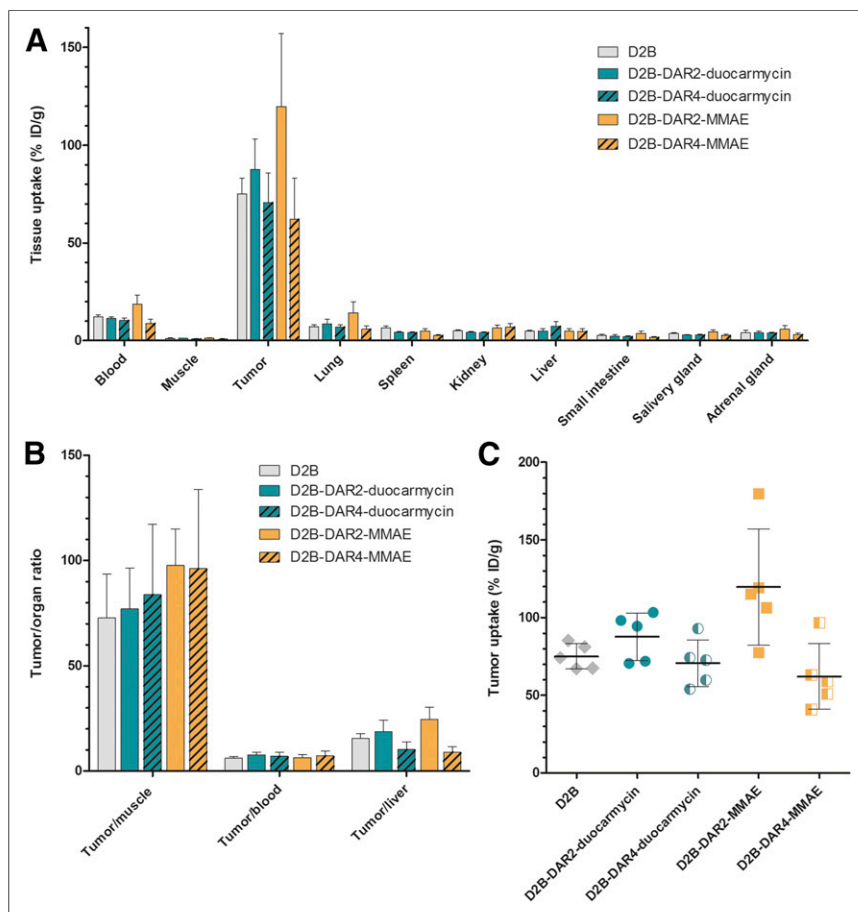 A
150
100
50
0
Tissue uptake (% ID/g)
D2B
D2B-DAR2-duocarmycin
D2B-DAR4-duocarmycin
D2B-DAR2-MMAE
D2B-DAR4-MMAE
Blood
Muscle
Tumor
Lung
Spleen
Kidney
Liver
Small intestine
Salivery gland
Adrenal gland
B
150
100
50
0
Tumor/organ ratio
D2B
D2B-DAR2-duocarmycin
D2B-DAR4-duocarmycin
D2B-DAR2-MMAE
D2B-DAR4-MMAE
Tumor/muscle
Tumor/blood
Tumor/liver
C
200
150
100
50
0
Tumor uptake (% ID/g)
D2B
D2B-DAR2-duocarmycin
D2B-DAR4-duocarmycin
D2B-DAR2-MMAE
D2B-DAR4-MMAE